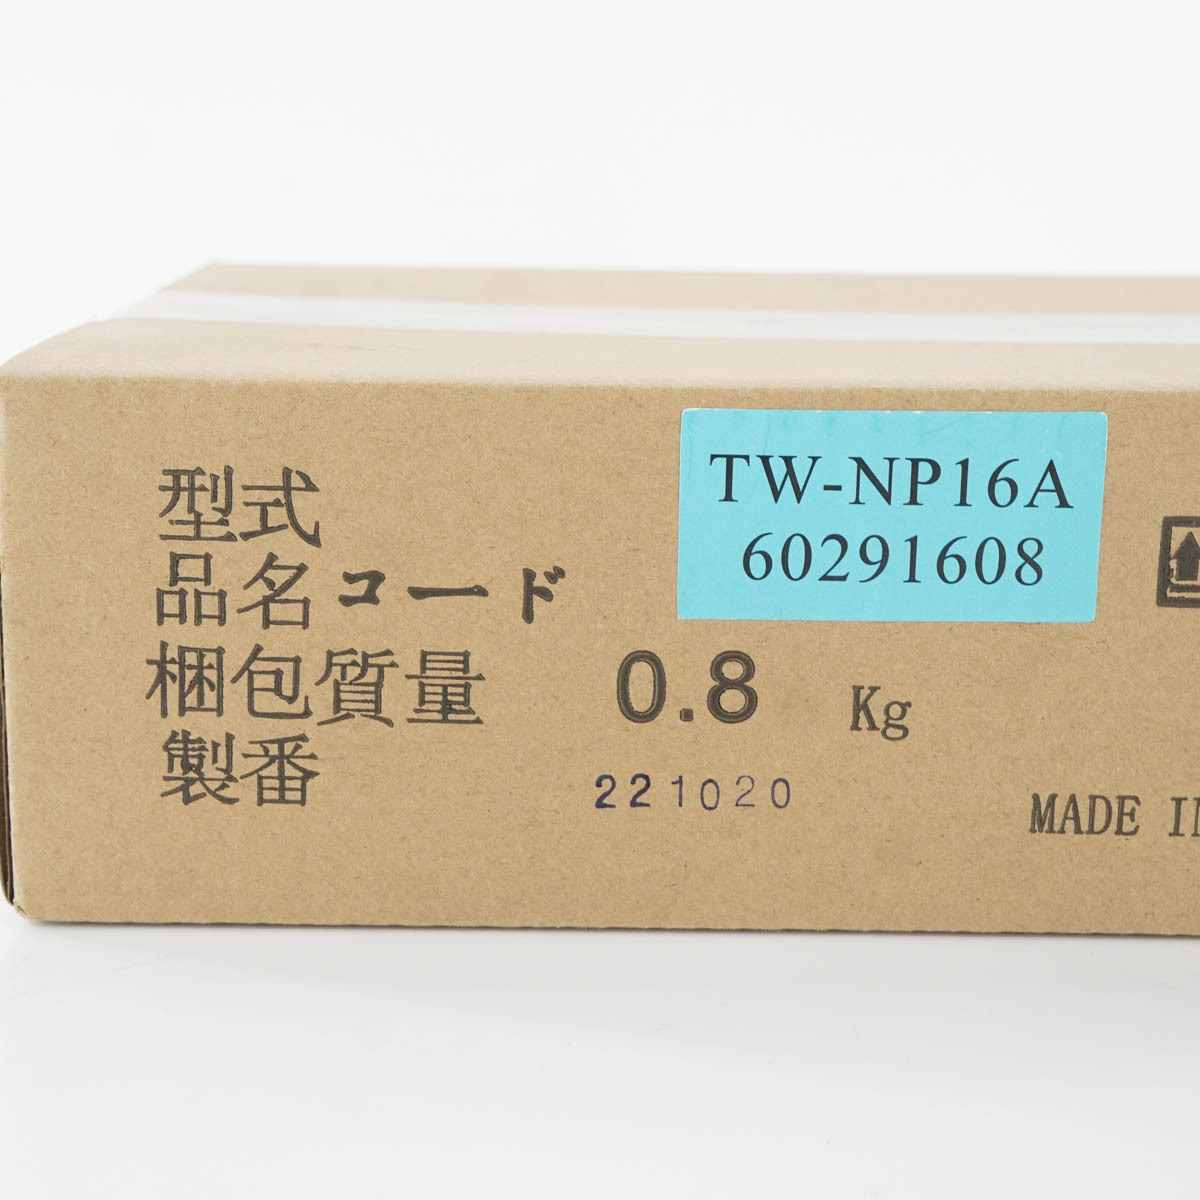 型式 TW-NP16A
品名コード 60291608
梱包質量 0.8 Kg
製番 221020
MADE IN